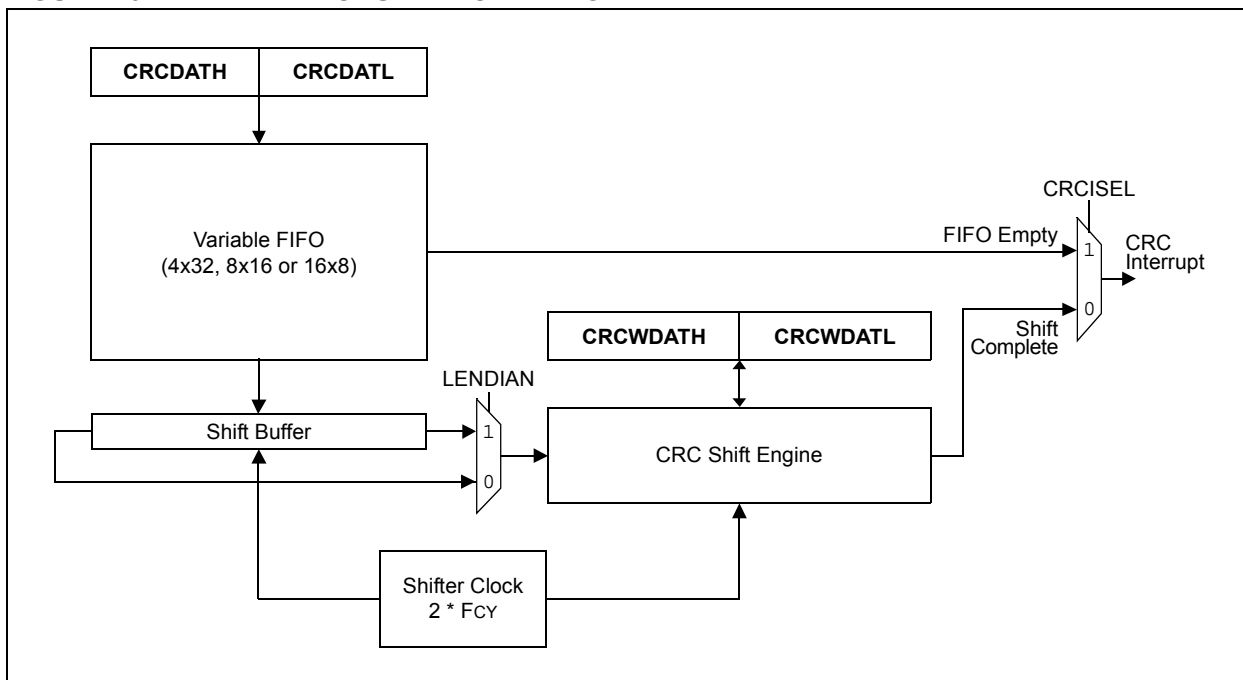 CRCDATH CRCDATL
Variable FIFO
(4x32, 8x16 or 16x8)
CRCISEL
FIFO Empty
1
CRC
Interrupt
0
Shift
Complete
CRCWDATH CRCWDATL
LENDIAN
Shift Buffer
1
0
CRC Shift Engine
Shifter Clock
2 * FCY